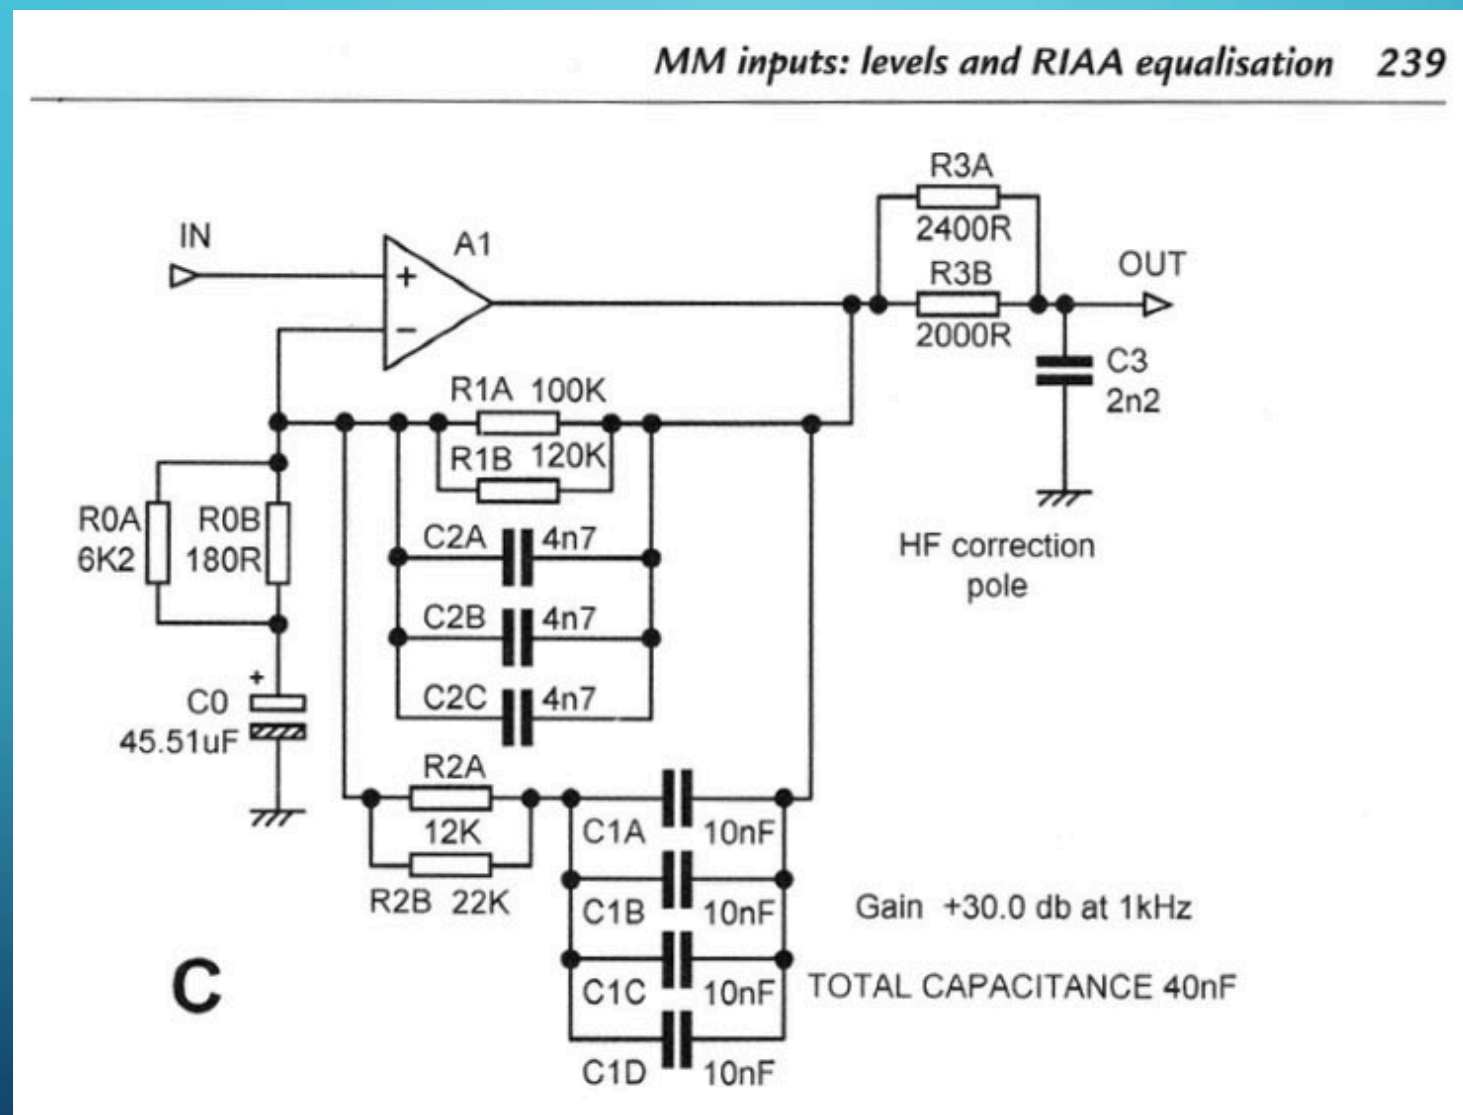 MM inputs: levels and RIAA equalisation 239
R3A
2400R
IN
A1
R3B
2000R
OUT
+
−
C3
2n2
R1A 100K
R1B 120K
R0A
6K2
R0B
180R
C2A 4n7
C2B 4n7
C2C 4n7
HF correction
pole
+
C0
45.51uF
R2A
12K
R2B 22K
C1A 10nF
C1B 10nF
C1C 10nF
C1D 10nF
Gain +30.0 db at 1kHz
TOTAL CAPACITANCE 40nF
C